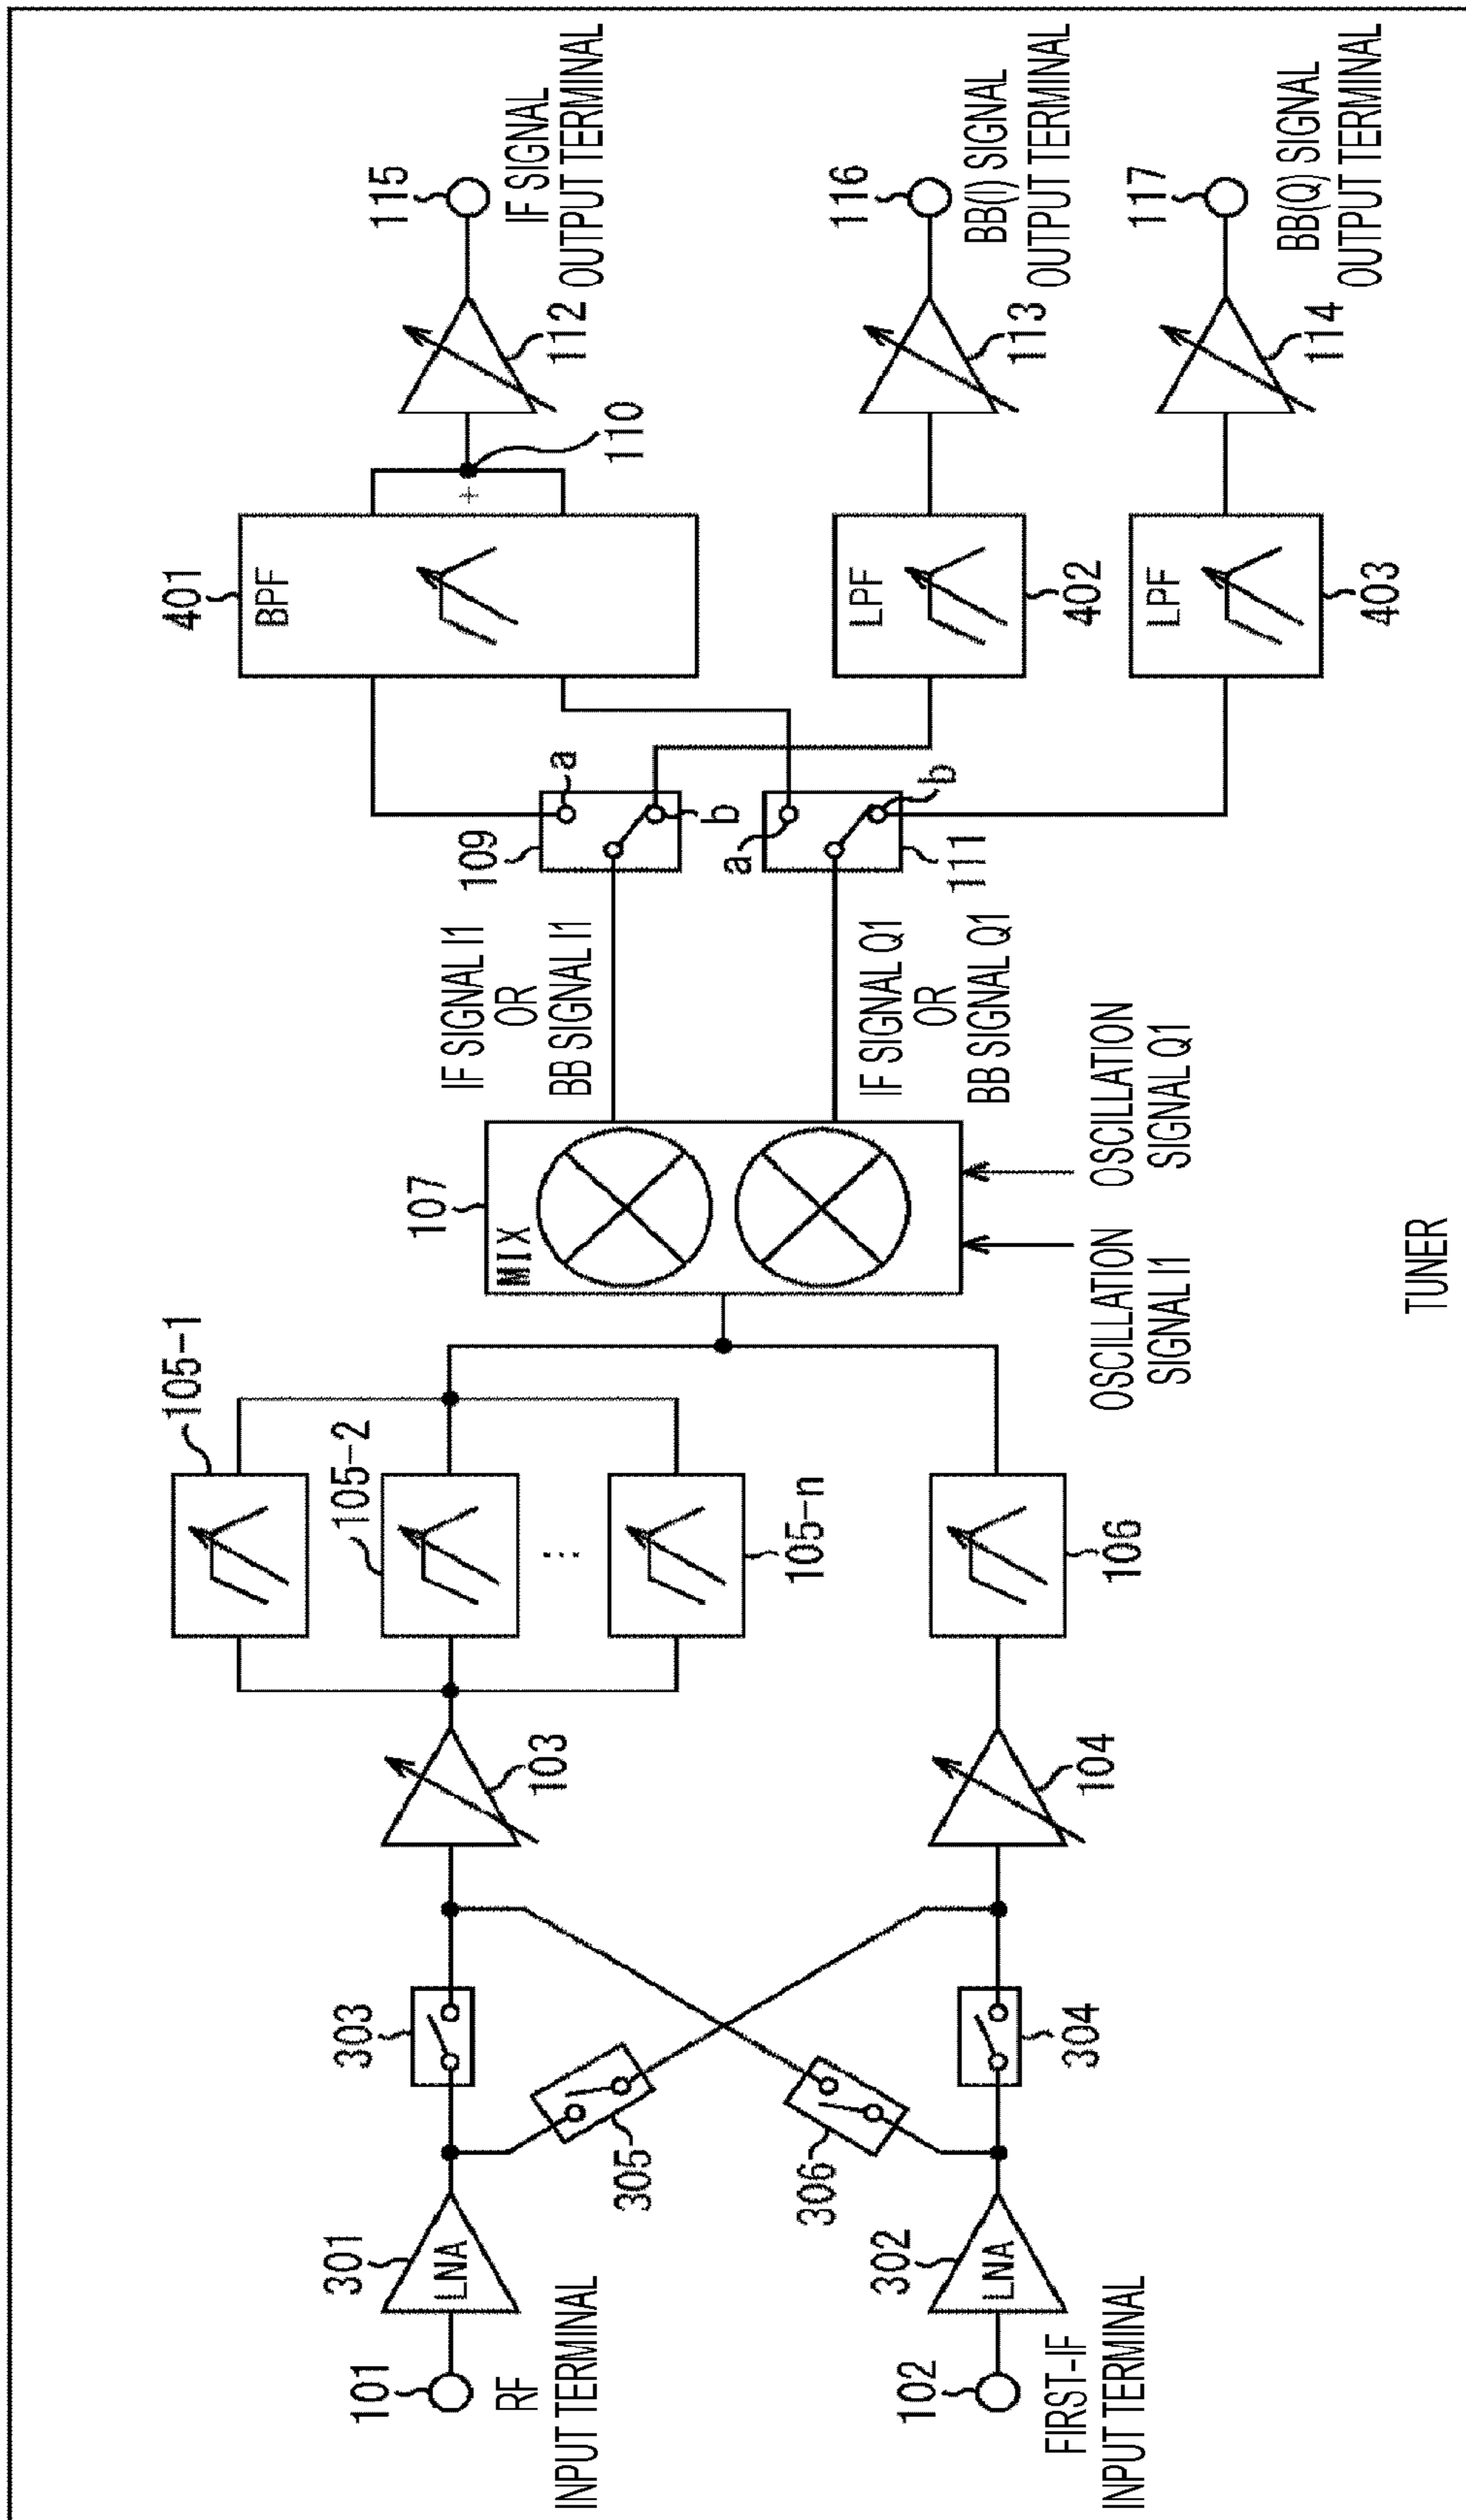 101
RF
INPUT TERMINAL
102
FIRST-IF
INPUT TERMINAL
301
LNA
302
LNA
303
304
305
306
103
104
105-1
105-2
105-n
106
107
MIX
OSCILLATION
SIGNAL I1
OSCILLATION
SIGNAL Q1
IF SIGNAL I1
OR
BB SIGNAL I1
IF SIGNAL Q1
OR
BB SIGNAL Q1
109
a
b
111
a
b
401
BPF
+
110
LPF
402
LPF
403
112
113
114
115
IF SIGNAL
OUTPUT TERMINAL
116
BB(I) SIGNAL
OUTPUT TERMINAL
117
BB(Q) SIGNAL
OUTPUT TERMINAL
TUNER